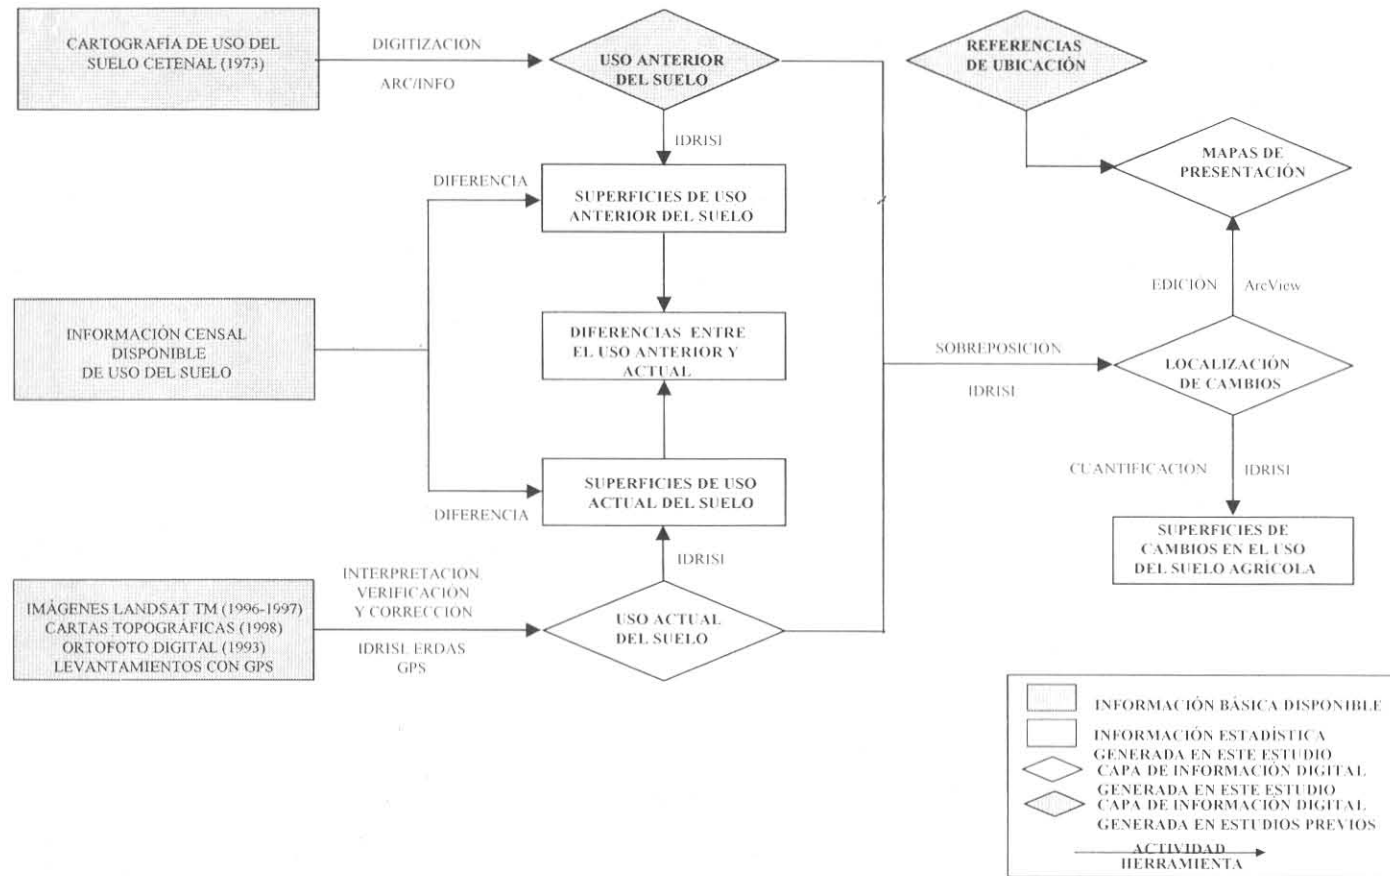 CARTOGRAFÍA DE USO DEL
SUELO CETENAL (1973)
DIGITIZACION
ARC/INFO
USO ANTERIOR
DEL SUELO
REFERENCIAS
DE UBICACIÓN
IDRISI
MAPAS DE
PRESENTACIÓN
DIFERENCIA
SUPERFICIES DE USO
ANTERIOR DEL SUELO
EDICIÓN
ArcView
INFORMACIÓN CENSAL
DISPONIBLE
DE USO DEL SUELO
DIFERENCIAS ENTRE
EL USO ANTERIOR Y
ACTUAL
SOBREPOSICIÓN
IDRISI
LOCALIZACIÓN
DE CAMBIOS
SUPERFICIES DE USO
ACTUAL DEL SUELO
DIFERENCIA
CUANTIFICACION
IDRISI
IDRISI
SUPERFICIES DE
CAMBIOS EN EL USO
DEL SUELO AGRÍCOLA
IMÁGENES LANDSAT TM (1996-1997)
CARTAS TOPOGRÁFICAS (1998)
ORTOFOTO DIGITAL (1993)
LEVANTAMIENTOS CON GPS
INTERPRETACION,
VERIFICACIÓN
Y CORRECCIÓN
IDRISI, ERDAS
GPS
USO ACTUAL
DEL SUELO
INFORMACIÓN BÁSICA DISPONIBLE
INFORMACIÓN ESTADÍSTICA
GENERADA EN ESTE ESTUDIO
CAPA DE INFORMACIÓN DIGITAL
GENERADA EN ESTE ESTUDIO
CAPA DE INFORMACIÓN DIGITAL
GENERADA EN ESTUDIOS PREVIOS
ACTIVIDAD
HERRAMIENTA